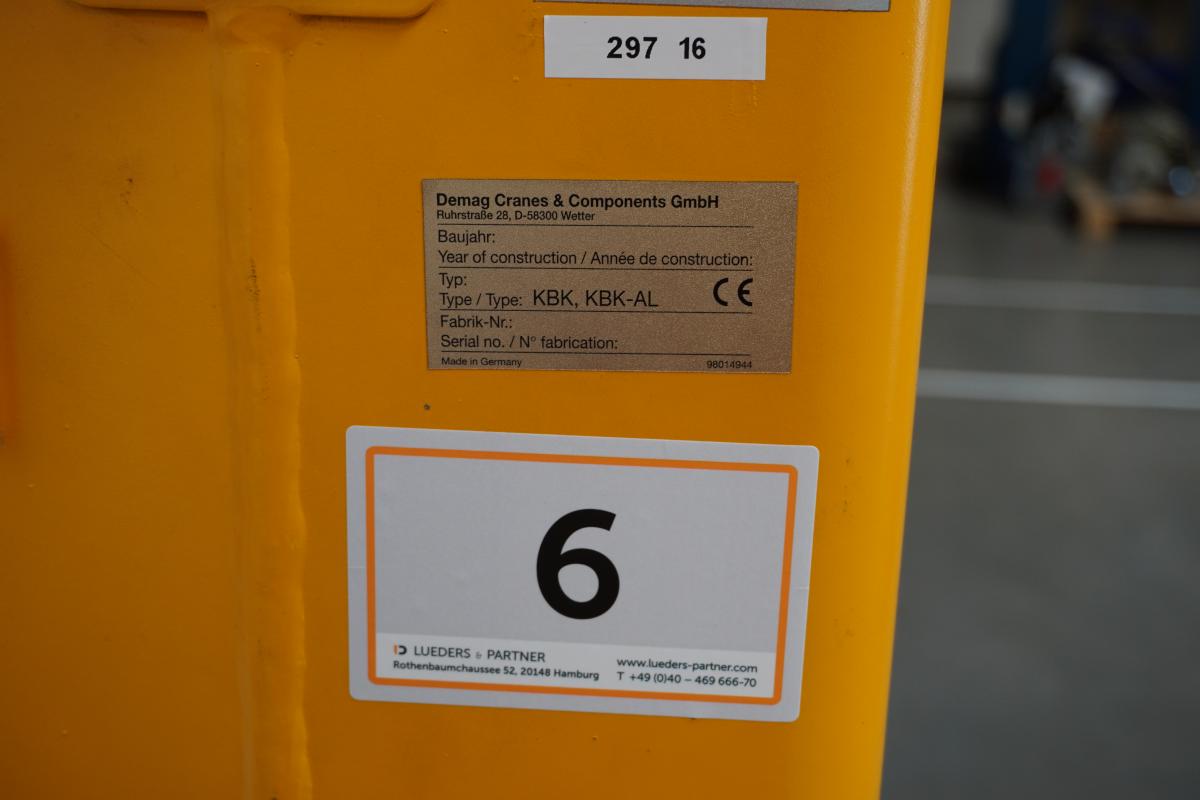 297 16
Demag Cranes & Components GmbH
Ruhrstraße 28, D-58300 Wetter
Baujahr:
Year of construction / Année de construction:
Typ:
Type / Type: KBK, KBK-AL
CE
Fabrik-Nr.:
Serial no. / N° fabrication:
Made in Germany 98014944
6
LUEDERS & PARTNER
Rothenbaumchaussee 52, 20148 Hamburg
www.lueders-partner.com
T +49 (0)40 – 469 666-70